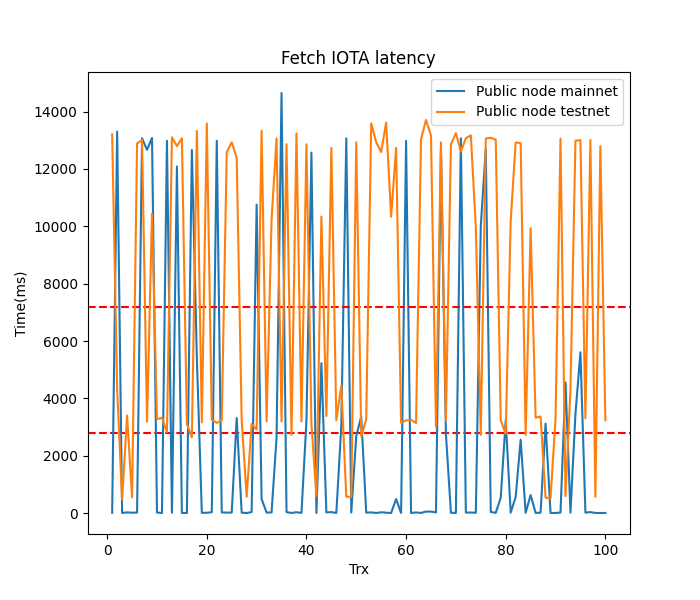 Fetch IOTA latency
Public node mainnet
Public node testnet
14000
12000
10000
8000
6000
4000
2000
0
Time(ms)
0 20 40 60 80 100
Trx